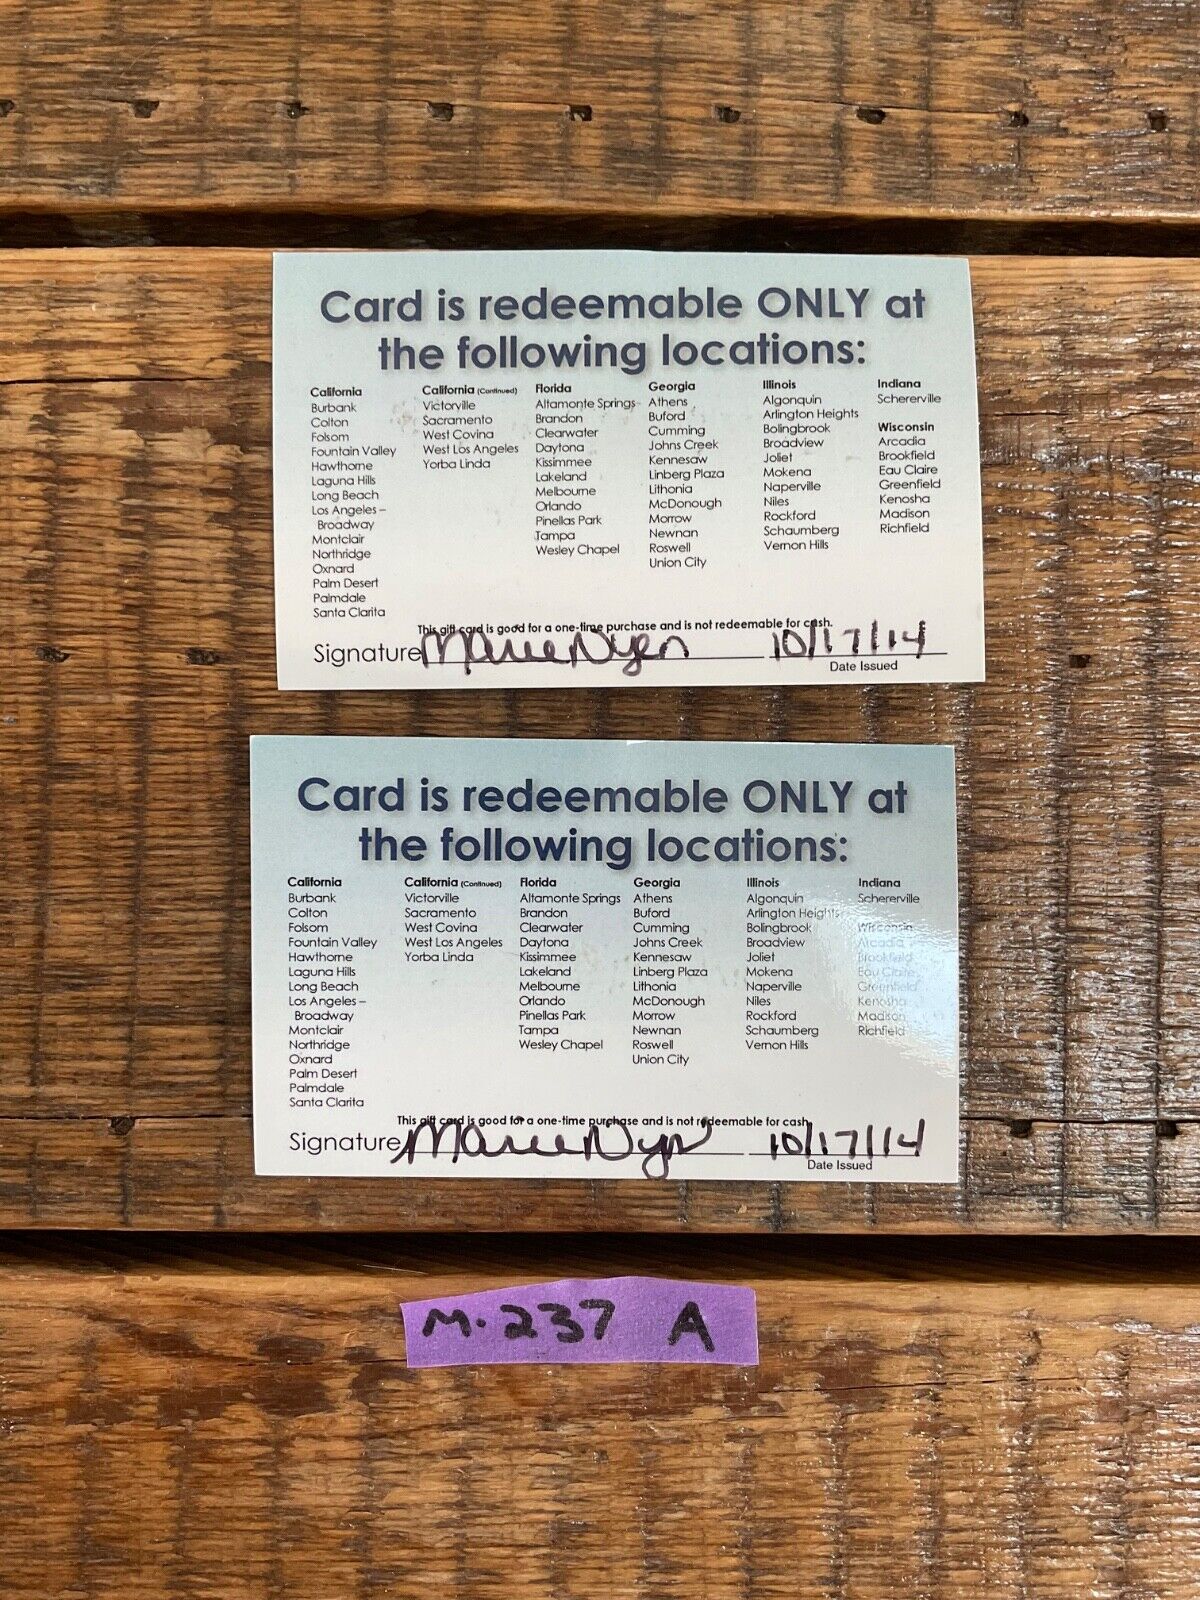 Card is redeemable ONLY at
the following locations:
California
Burbank
Colton
Folsom
Fountain Valley
Hawthorne
Laguna Hills
Long Beach
Los Angeles –
Broadway
Montclair
Northridge
Oxnard
Palm Desert
Palmdale
Santa Clarita
California (Continued)
Victorville
Sacramento
West Covina
West Los Angeles
Yorba Linda
Florida
Altamonte Springs
Brandon
Clearwater
Daytona
Kissimmee
Lakeland
Melbourne
Orlando
Pinellas Park
Tampa
Wesley Chapel
Georgia
Athens
Buford
Cumming
Johns Creek
Kennesaw
Linberg Plaza
Lithonia
McDonough
Morrow
Newnan
Roswell
Union City
Illinois
Algonquin
Arlington Heights
Bolingbrook
Broadview
Joliet
Mokena
Naperville
Niles
Rockford
Schaumberg
Vernon Hills
Indiana
Schererville
Wisconsin
Arcadia
Brookfield
Eau Claire
Greenfield
Kenosha
Madison
Richfield
This gift card is good for a one-time purchase and is not redeemable for cash.
Signature 10/17/14
Date Issued
Card is redeemable ONLY at
the following locations:
California
Burbank
Colton
Folsom
Fountain Valley
Hawthorne
Laguna Hills
Long Beach
Los Angeles –
Broadway
Montclair
Northridge
Oxnard
Palm Desert
Palmdale
Santa Clarita
California (Continued)
Victorville
Sacramento
West Covina
West Los Angeles
Yorba Linda
Florida
Altamonte Springs
Brandon
Clearwater
Daytona
Kissimmee
Lakeland
Melbourne
Orlando
Pinellas Park
Tampa
Wesley Chapel
Georgia
Athens
Buford
Cumming
Johns Creek
Kennesaw
Linberg Plaza
Lithonia
McDonough
Morrow
Newnan
Roswell
Union City
Illinois
Algonquin
Arlington Heights
Bolingbrook
Broadview
Joliet
Mokena
Naperville
Niles
Rockford
Schaumberg
Vernon Hills
Indiana
Schererville
Wisconsin
Arcadia
Brookfield
Eau Claire
Greenfield
Kenosha
Madison
Richfield
This gift card is good for a one-time purchase and is not redeemable for cash.
Signature 10/17/14
Date Issued
M.237 A